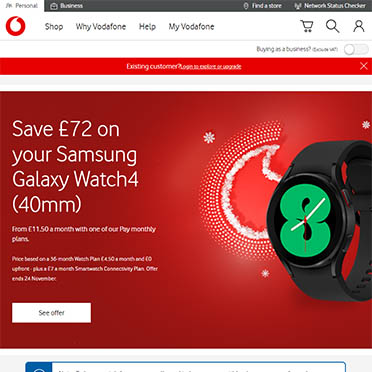 Personal Business Find a store Network Status Checker
Shop Why Vodafone Help My Vodafone
Buying as a business? (Exclude VAT)
Existing customer? Login to explore or upgrade
Save £72 on
your Samsung
Galaxy Watch4
(40mm)
From £11.50 a month with one of our Pay monthly
plans.
Price based on a 36-month Watch Plan £4.50 a month and £0
upfront - plus a £7 a month Smartwatch Connectivity Plan. Offer
ends 24 November.
See offer